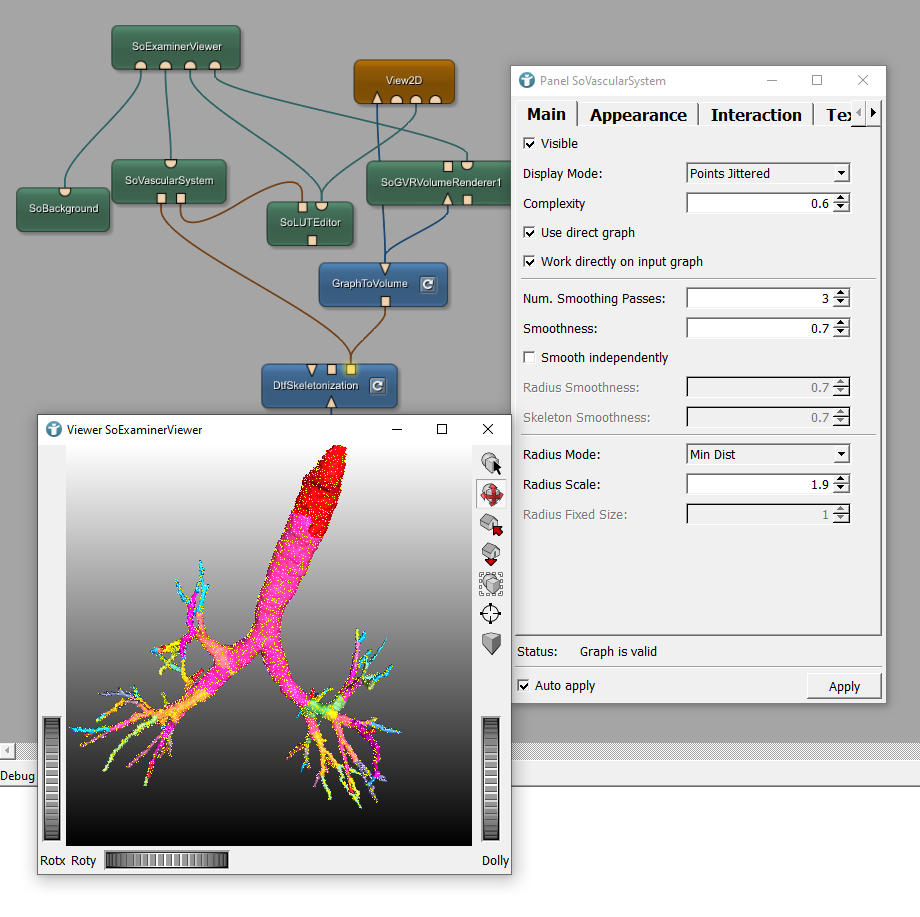 SoExaminerViewer
View2D
SoVascularSystem
SoGVRVolumeRenderer1
SoBackground
SoLUTEditor
GraphToVolume
DtfSkeletonization
Panel SoVascularSystem
Main
Appearance
Interaction
Tex
Visible
Display Mode: Points Jittered
Complexity 0.6
Use direct graph
Work directly on input graph
Num. Smoothing Passes: 3
Smoothness: 0.7
Smooth independently
Radius Smoothness: 0.7
Skeleton Smoothness: 0.7
Radius Mode: Min Dist
Radius Scale: 1.9
Radius Fixed Size: 1
Status: Graph is valid
Auto apply
Apply
Viewer SoExaminerViewer
Rotx Roty
Dolly
Debug